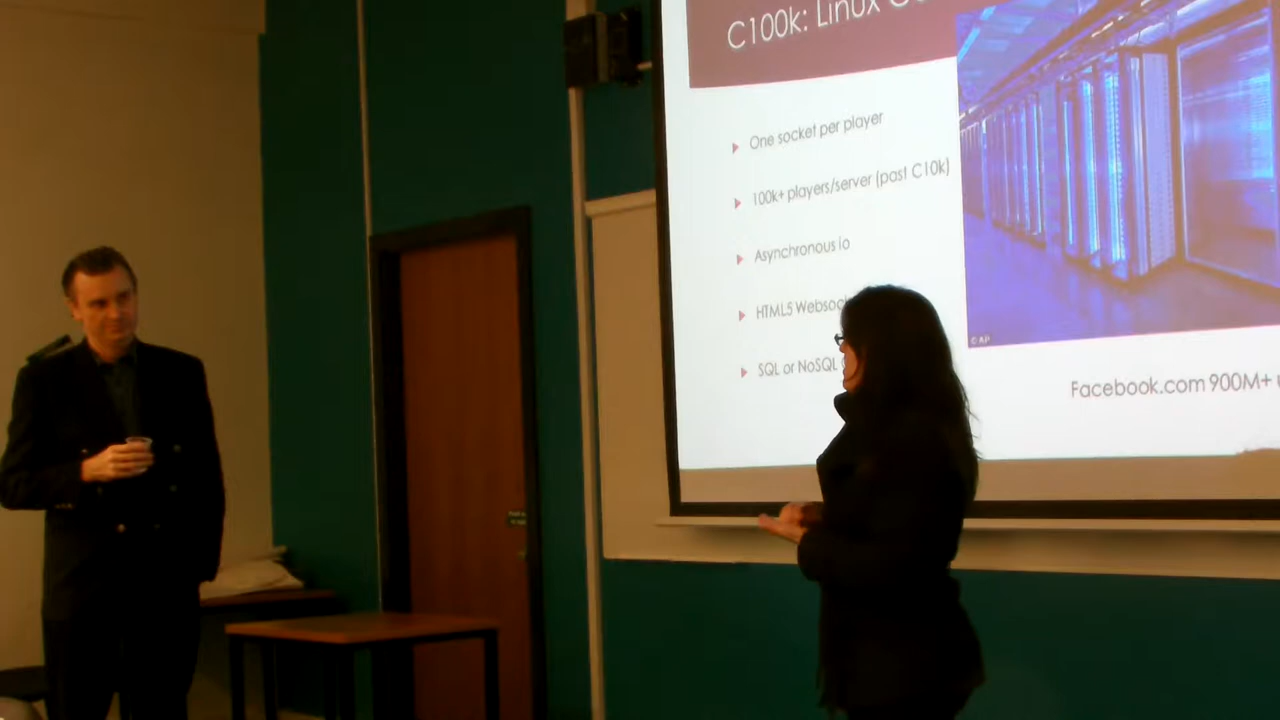 C100k: Linux
One socket per player
100k+ players/server (past C10k)
Asynchronous io
HTML5
SQL or NoSQL
© AP
Facebook.com 900M+